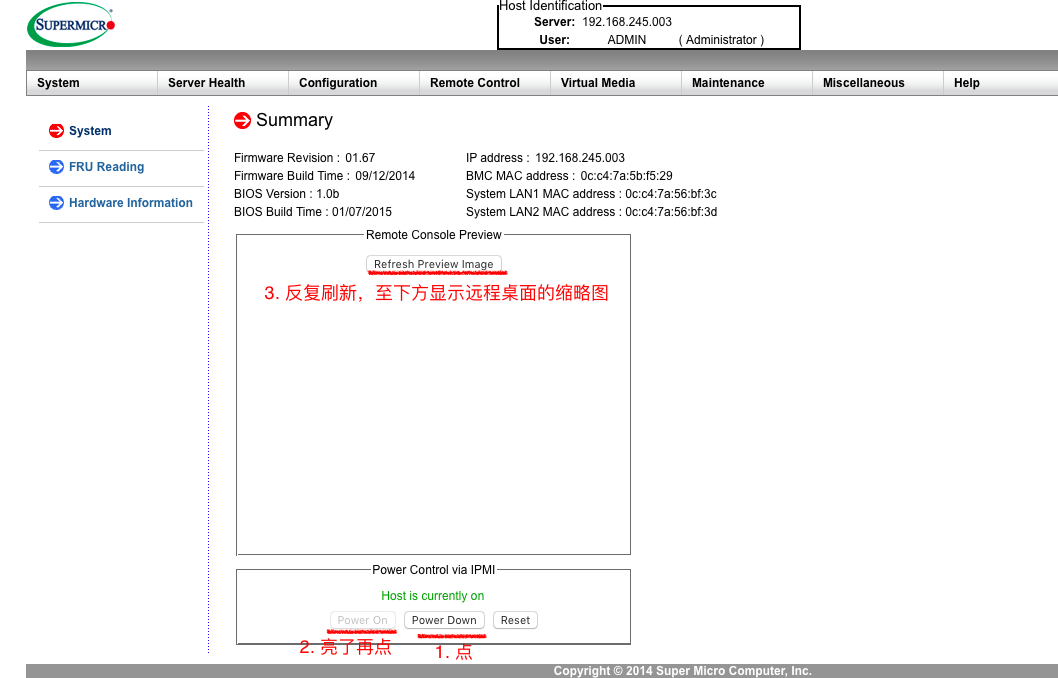 SUPERMICR
Host Identification
Server: 192.168.245.003
User: ADMIN ( Administrator )
System Server Health Configuration Remote Control Virtual Media Maintenance Miscellaneous Help
System
FRU Reading
Hardware Information
Summary
Firmware Revision : 01.67
IP address : 192.168.245.003
Firmware Build Time : 09/12/2014
BMC MAC address : 0c:c4:7a:5b:f5:29
BIOS Version : 1.0b
System LAN1 MAC address : 0c:c4:7a:56:bf:3c
BIOS Build Time : 01/07/2015
System LAN2 MAC address : 0c:c4:7a:56:bf:3d
Remote Console Preview
Refresh Preview Image
3. 反复刷新，至下方显示远程桌面的缩略图
Power Control via IPMI
Host is currently on
Power On Power Down Reset
2. 亮了再点
1. 点
Copyright © 2014 Super Micro Computer, Inc.